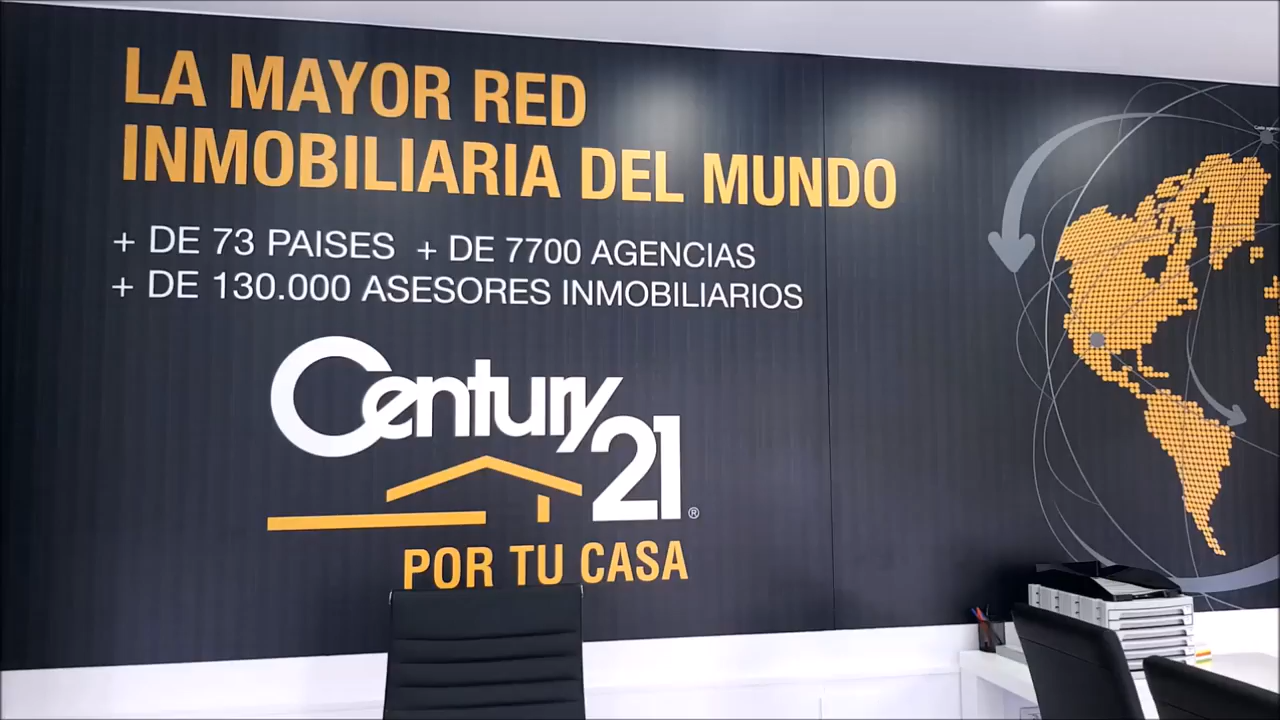 LA MAYOR RED
INMOBILIARIA DEL MUNDO
+ DE 73 PAISES + DE 7700 AGENCIAS
+ DE 130.000 ASESORES INMOBILIARIOS
Century
21®
POR TU CASA